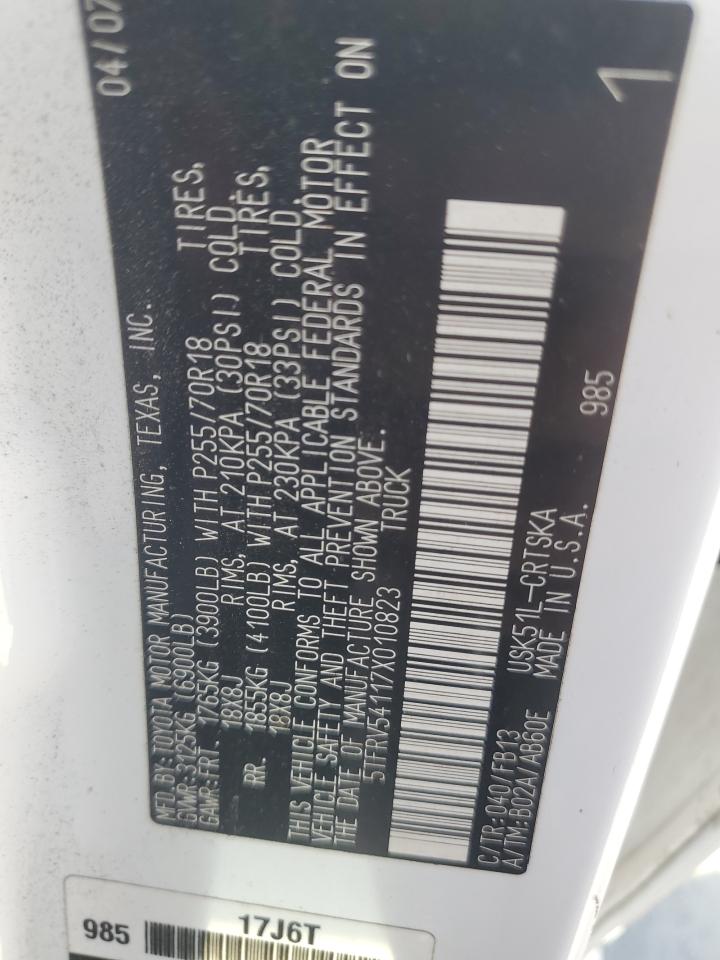 MFD.BY:TOYOTA MOTOR MANUFACTURING, TEXAS, INC. 04/07
GVWR:3125KG (6900LB)
GAWR:FRT. 1765KG (3900LB) WITH P255/70R18 TIRES,
18X8J RIMS, AT 210KPA (30PSI) COLD.
RR. 1855KG (4100LB) WITH P255/70R18 TIRES,
18X8J RIMS, AT 230KPA (33PSI) COLD.
THIS VEHICLE CONFORMS TO ALL APPLICABLE FEDERAL MOTOR
VEHICLE SAFETY AND THEFT PREVENTION STANDARDS IN EFFECT ON
THE DATE OF MANUFACTURE SHOWN ABOVE.
5TFRV54117X010823 TRUCK
C/TR:040/FB13 USK51L-CRTSKA 985 1
A/TM:B02A/AB60E MADE IN U.S.A.
985 17J6T